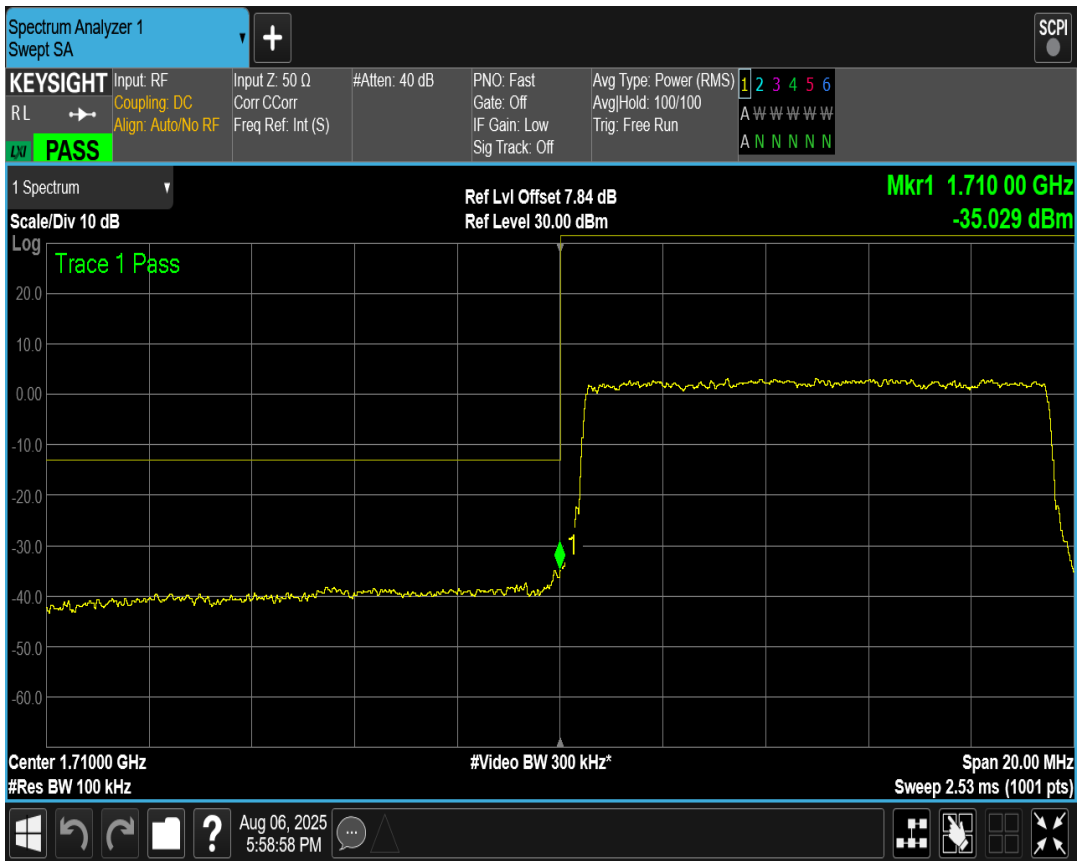 Spectrum Analyzer 1
Swept SA
+
SCPI
KEYSIGHT
R L
LXI PASS
Input: RF
Coupling: DC
Align: Auto/No RF
Input Z: 50 Ω
Corr CCorr
Freq Ref: Int (S)
#Atten: 40 dB
PNO: Fast
Gate: Off
IF Gain: Low
Sig Track: Off
Avg Type: Power (RMS)
Avg|Hold: 100/100
Trig: Free Run
1 2 3 4 5 6
A W W W W W
A N N N N N
1 Spectrum
Scale/Div 10 dB
Ref Lvl Offset 7.84 dB
Ref Level 30.00 dBm
Mkr1 1.710 00 GHz
-35.029 dBm
Log
Trace 1 Pass
20.0
10.0
0.00
-10.0
-20.0
-30.0
-40.0
-50.0
-60.0
1
Center 1.71000 GHz
#Res BW 100 kHz
#Video BW 300 kHz*
Span 20.00 MHz
Sweep 2.53 ms (1001 pts)
?
Aug 06, 2025
5:58:58 PM